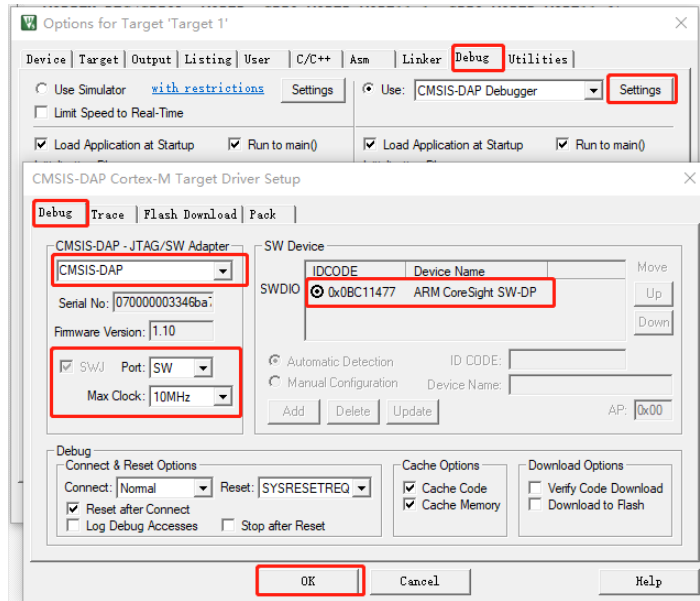 Options for Target 'Target 1'
Device Target Output Listing User C/C++ Asm Linker Debug Utilities
Use Simulator with restrictions Settings Use: CMSIS-DAP Debugger Settings
Limit Speed to Real-Time
Load Application at Startup Run to main() Load Application at Startup Run to main()
CMSIS-DAP Cortex-M Target Driver Setup
Debug Trace Flash Download Pack
CMSIS-DAP - JTAG/SW Adapter SW Device
CMSIS-DAP IDCODE Device Name Move
Serial No: 070000003346ba SWDIO 0x0BC11477 ARM CoreSight SW-DP Up
Firmware Version: 1.10 Down
SWJ Port: SW Automatic Detection ID CODE:
Max Clock: 10MHz Manual Configuration Device Name:
Add Delete Update AP: 0x00
Debug
Connect & Reset Options Cache Options Download Options
Connect: Normal Reset: SYSRESETREQ Cache Code Verify Code Download
Reset after Connect Cache Memory Download to Flash
Log Debug Accesses Stop after Reset
OK Cancel Help